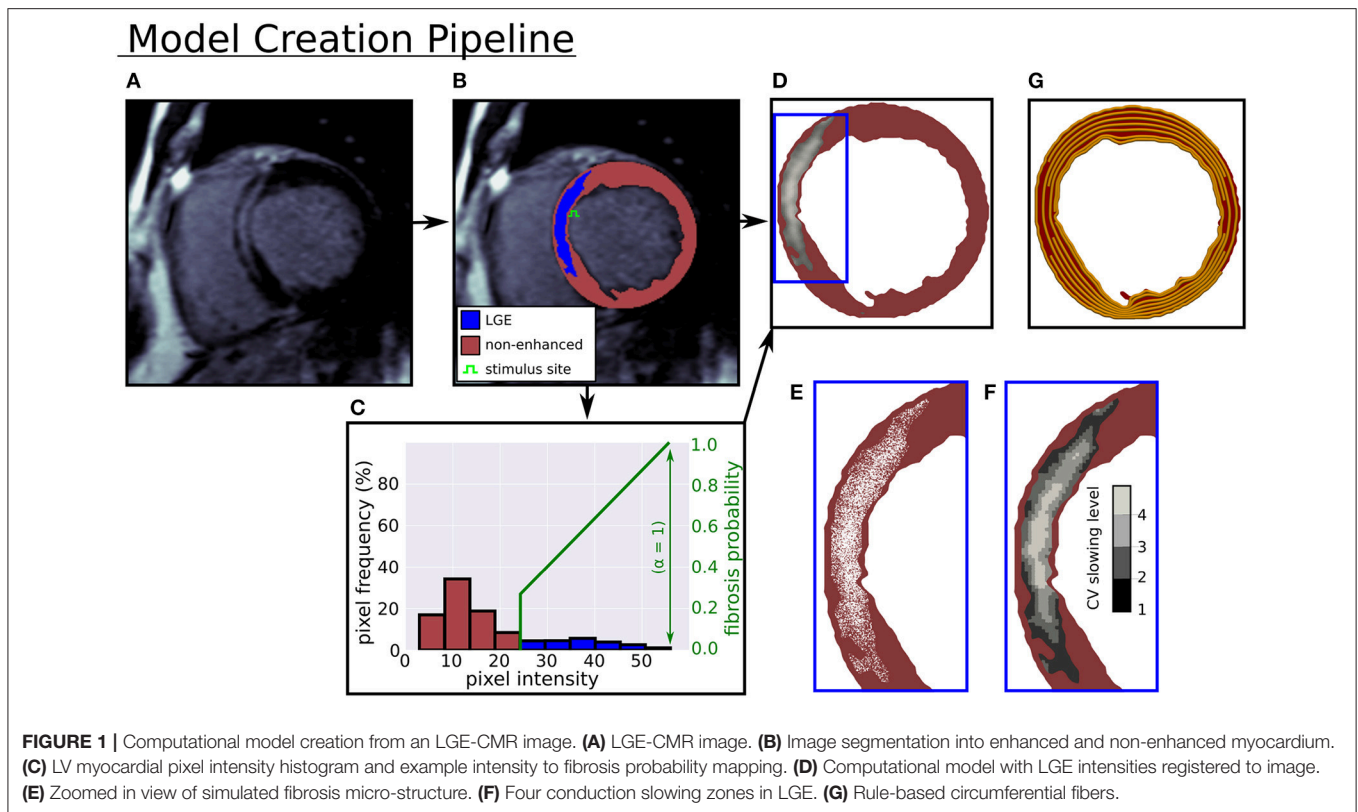 Model Creation Pipeline
A
B
D
G
LGE
non-enhanced
stimulus site
C
pixel frequency (%)
80
60
40
20
0
0 10 20 30 40 50
pixel intensity
(α = 1)
1.0
0.8
0.6
0.4
0.2
0.0
fibrosis probability
E
F
CV slowing level
4
3
2
1
FIGURE 1 | Computational model creation from an LGE-CMR image. (A) LGE-CMR image. (B) Image segmentation into enhanced and non-enhanced myocardium.
(C) LV myocardial pixel intensity histogram and example intensity to fibrosis probability mapping. (D) Computational model with LGE intensities registered to image.
(E) Zoomed in view of simulated fibrosis micro-structure. (F) Four conduction slowing zones in LGE. (G) Rule-based circumferential fibers.